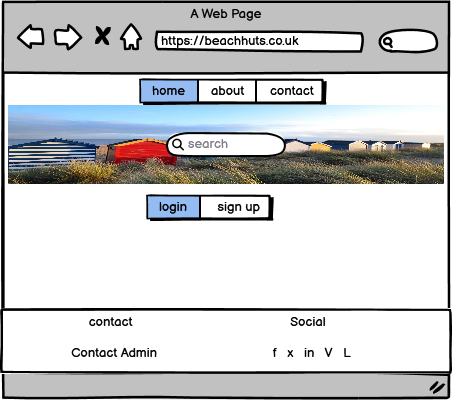 A Web Page
https://beachhuts.co.uk
home about contact
search
login sign up
contact Social
Contact Admin f x in V L